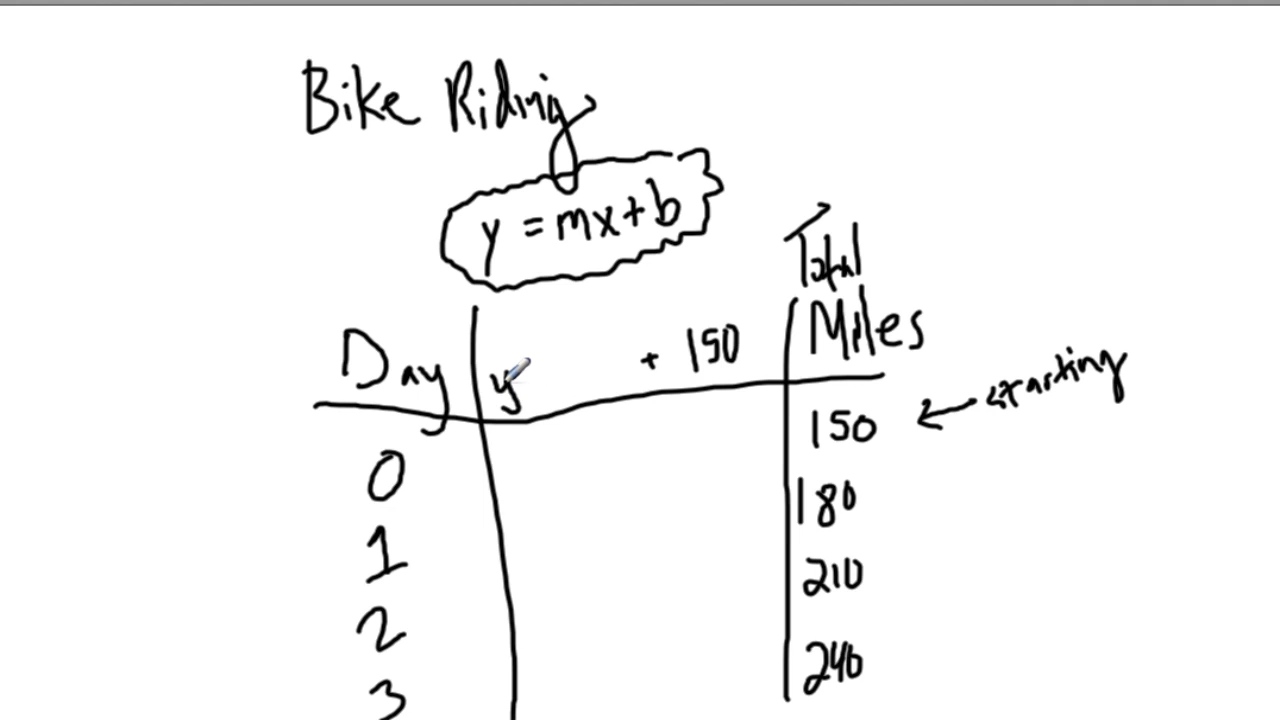 Bike Riding
y = mx+b
Total
Day y + 150 Miles
starting
0 150
1 180
2 210
3 240